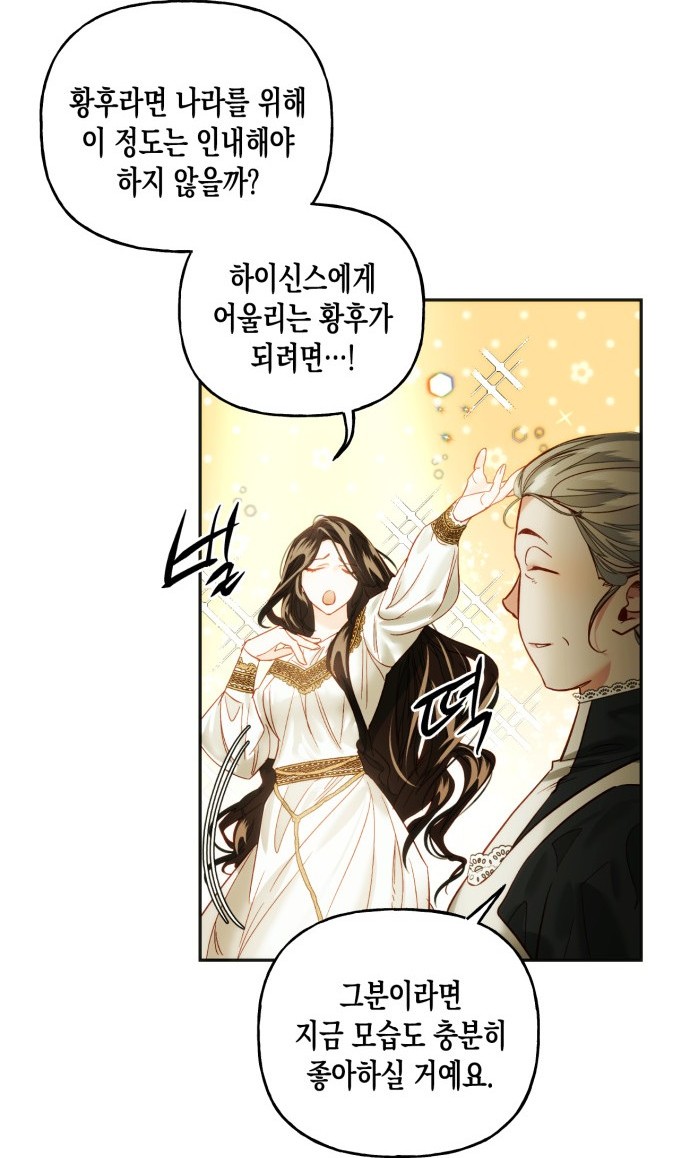 황후라면 나라를 위해
이 정도는 인내해야
하지 않을까?
하이신스에게
어울리는 황후가
되려면…!
벌
떡
그분이라면
지금 모습도 충분히
좋아하실 거예요.